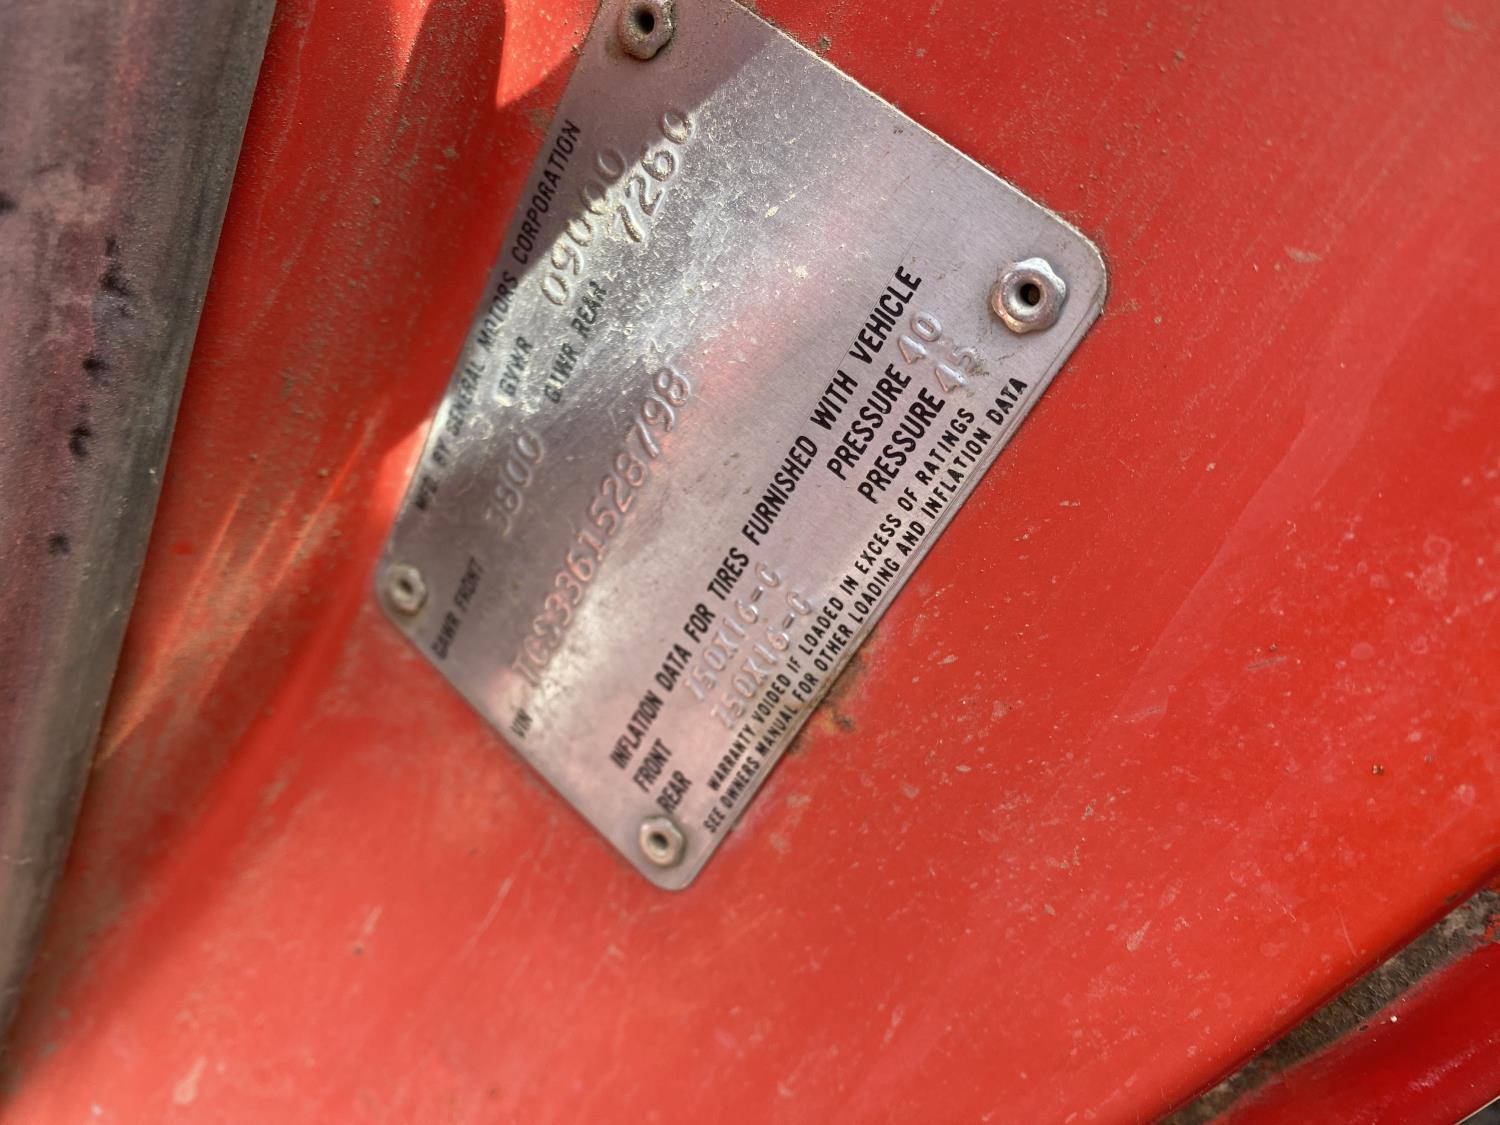 MFD BY GENERAL MOTORS CORPORATION
GVWR 09000
GAWR FRONT 3800 GAWR REAR 7260
VIN TCS3361528798
INFLATION DATA FOR TIRES FURNISHED WITH VEHICLE
FRONT 750X16-C PRESSURE 40
REAR 750X16-C PRESSURE 45
WARRANTY VOIDED IF LOADED IN EXCESS OF RATINGS
SEE OWNERS MANUAL FOR OTHER LOADING AND INFLATION DATA